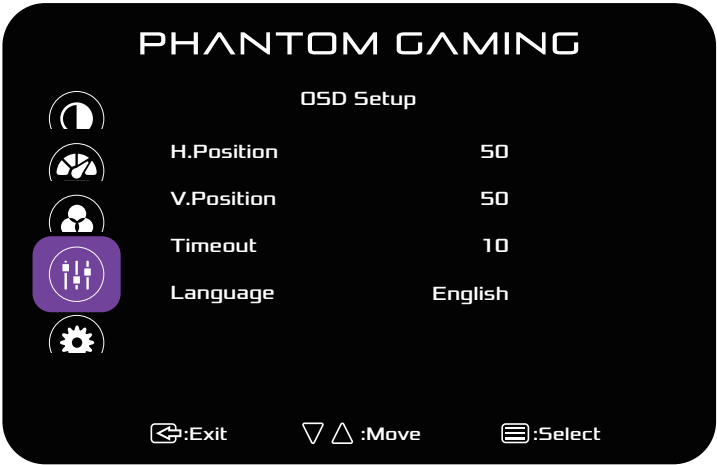 PHANTOM GAMING
OSD Setup
H.Position 50
V.Position 50
Timeout 10
Language English
:Exit :Move :Select